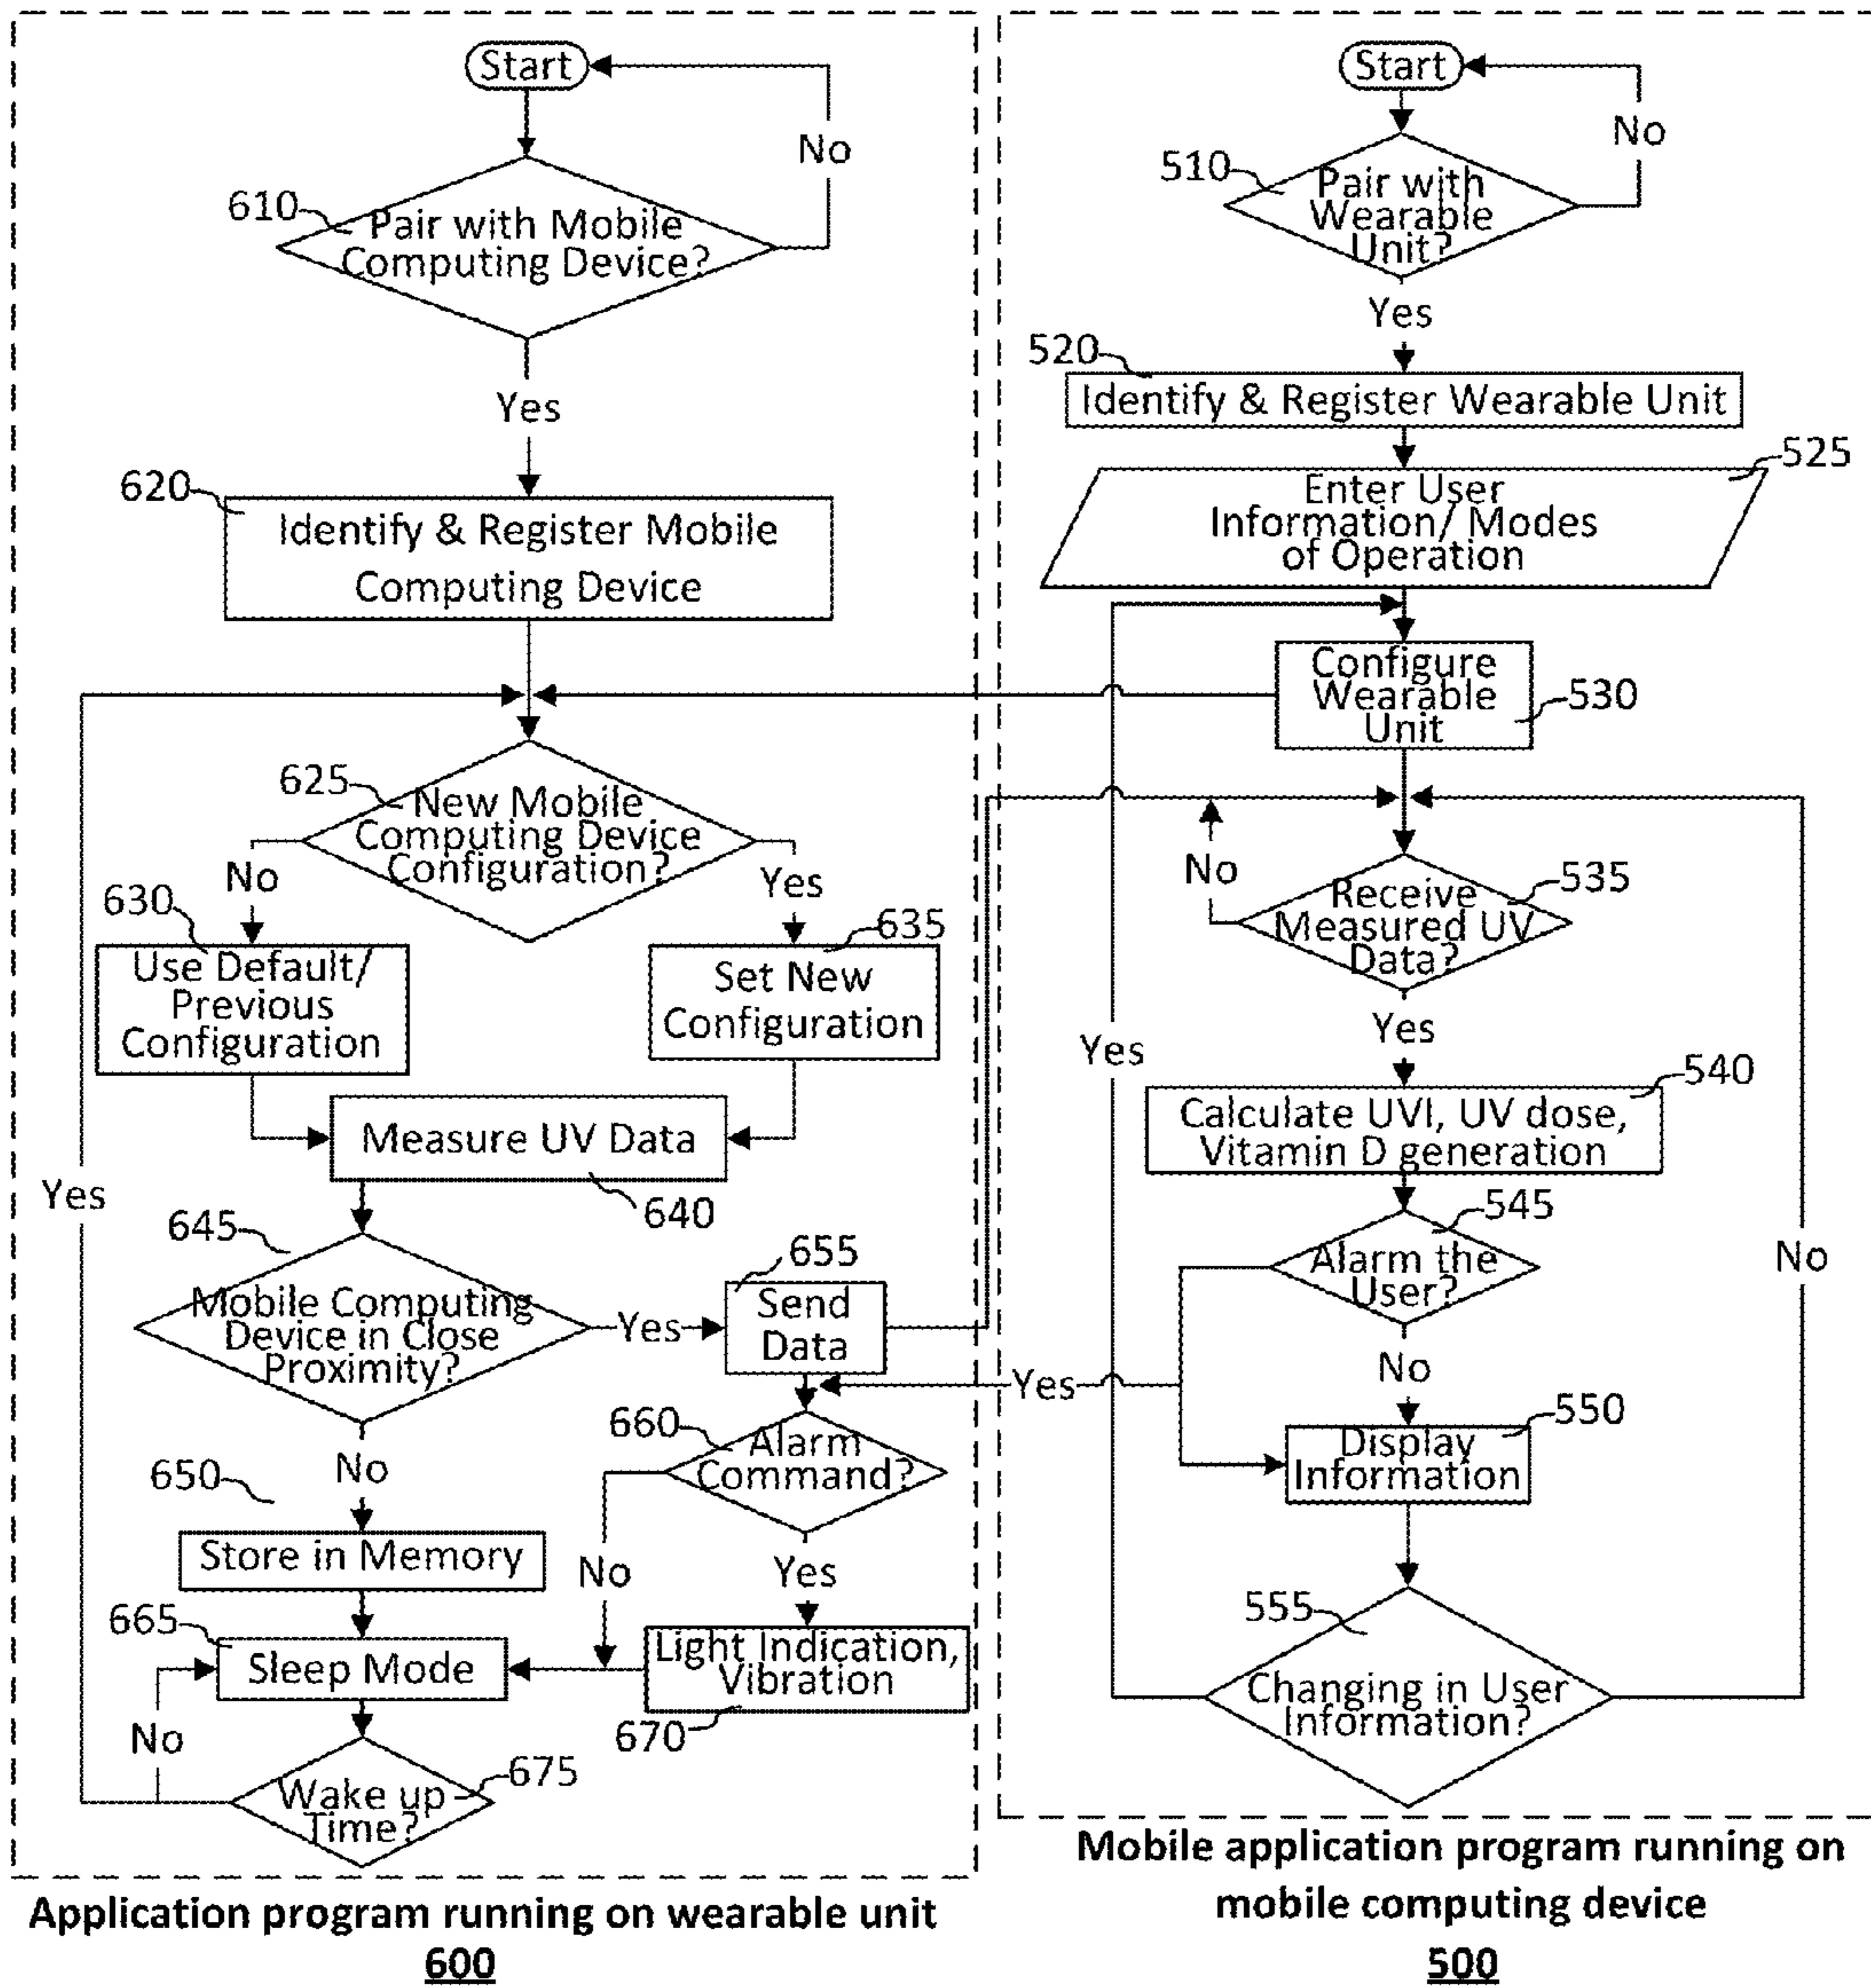 Start
No
610
Pair with Mobile
Computing Device?
Yes
620
Identify & Register Mobile
Computing Device
625
New Mobile
Computing Device
Configuration?
No
Yes
630
Use Default/
Previous
Configuration
635
Set New
Configuration
Measure UV Data
640
Yes
645
Mobile Computing
Device in Close
Proximity?
Yes
655
Send
Data
No
650
Store in Memory
660
Alarm
Command?
No
Yes
665
Sleep Mode
Light Indication,
Vibration
670
No
Wake up
Time?
675
Application program running on wearable unit
600
Start
No
510
Pair with
Wearable
Unit?
Yes
520
Identify & Register Wearable Unit
525
Enter User
Information/ Modes
of Operation
Configure
Wearable
Unit
530
No
Receive
Measured UV
Data?
535
Yes
Yes
540
Calculate UVI, UV dose,
Vitamin D generation
545
Alarm the
User?
No
Yes
No
550
Display
Information
555
Changing in User
Information?
Mobile application program running on
mobile computing device
500